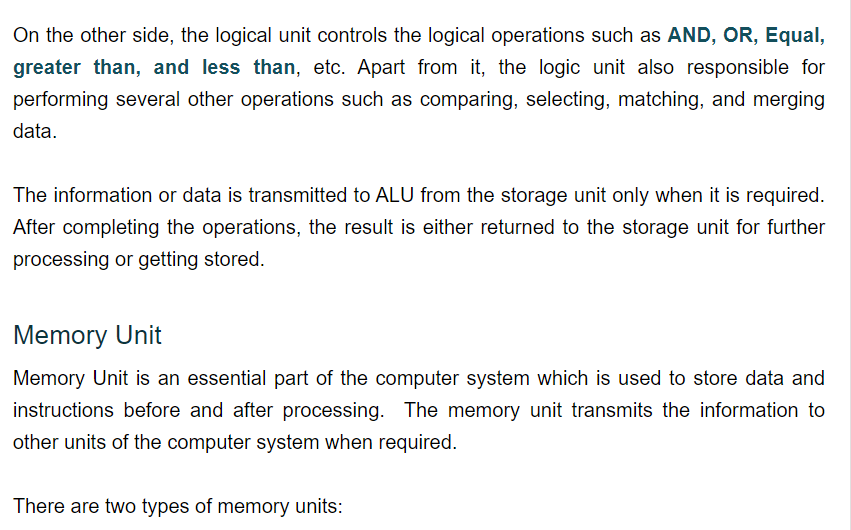 On the other side, the logical unit controls the logical operations such as AND, OR, Equal,
greater than, and less than, etc. Apart from it, the logic unit also responsible for
performing several other operations such as comparing, selecting, matching, and merging
data.
The information or data is transmitted to ALU from the storage unit only when it is required.
After completing the operations, the result is either returned to the storage unit for further
processing or getting stored.
Memory Unit
Memory Unit is an essential part of the computer system which is used to store data and
instructions before and after processing. The memory unit transmits the information to
other units of the computer system when required.
There are two types of memory units: